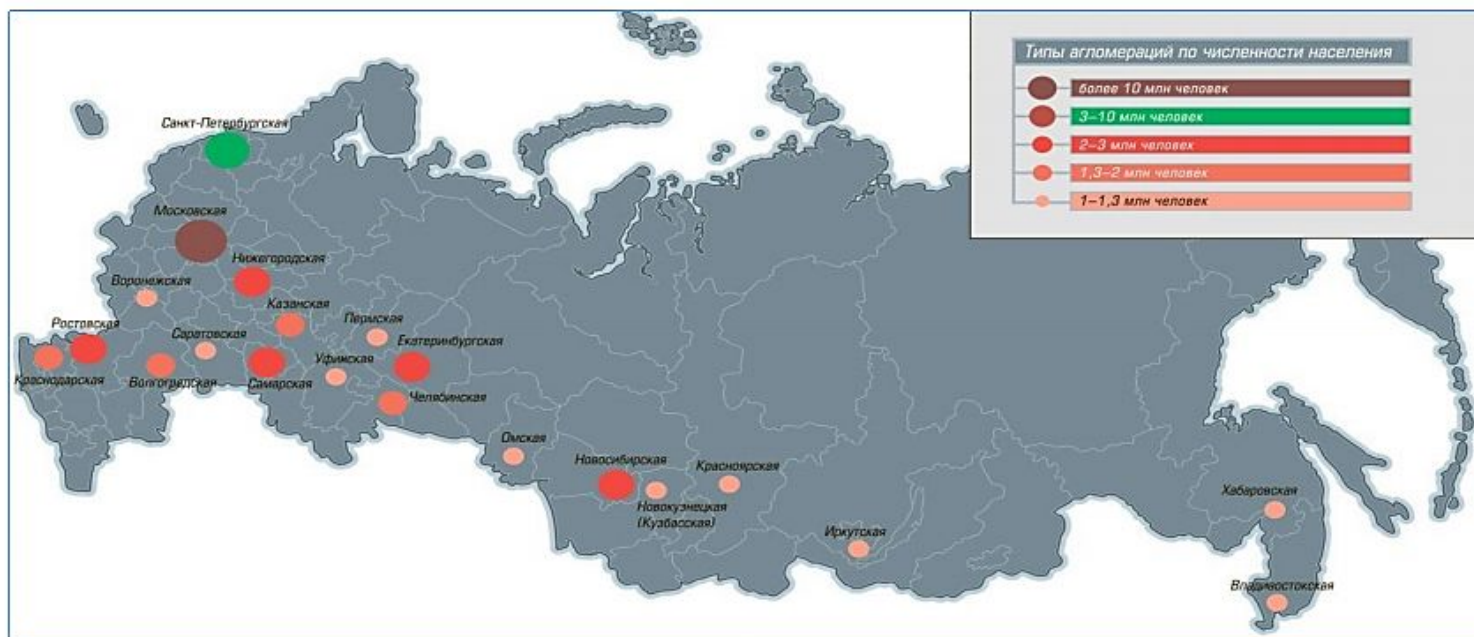 Типы агломераций по численности населения
более 10 млн человек
3–10 млн человек
2–3 млн человек
1,3–2 млн человек
1–1,3 млн человек
Санкт-Петербургская
Московская
Нижегородская
Воронежская
Казанская
Ростовская
Саратовская
Пермская
Екатеринбургская
Уфимская
Краснодарская
Волгоградская
Самарская
Челябинская
Омская
Новосибирская
Красноярская
Новокузнецкая
(Кузбасская)
Иркутская
Хабаровская
Владивостокская